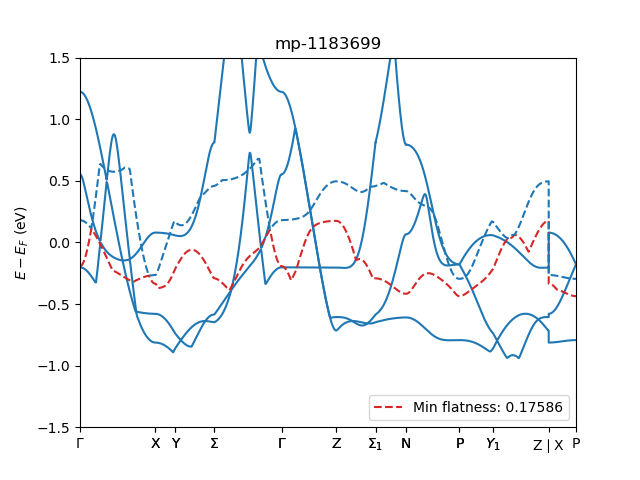 mp-1183699
E − E_F (eV)
1.5
1.0
0.5
0.0
−0.5
−1.0
−1.5
Min flatness: 0.17586
Γ X Y Σ Γ Z Σ₁ N P Y₁ Z | X P